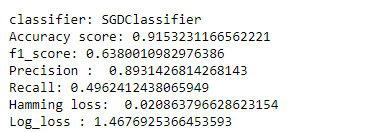 classifier: SGDClassifier
Accuracy score: 0.9153231166562221
f1_score: 0.6380010982976386
Precision :  0.8931426814268143
Recall: 0.4962412438065949
Hamming loss:  0.020863796628623154
Log_loss : 1.4676925366453593